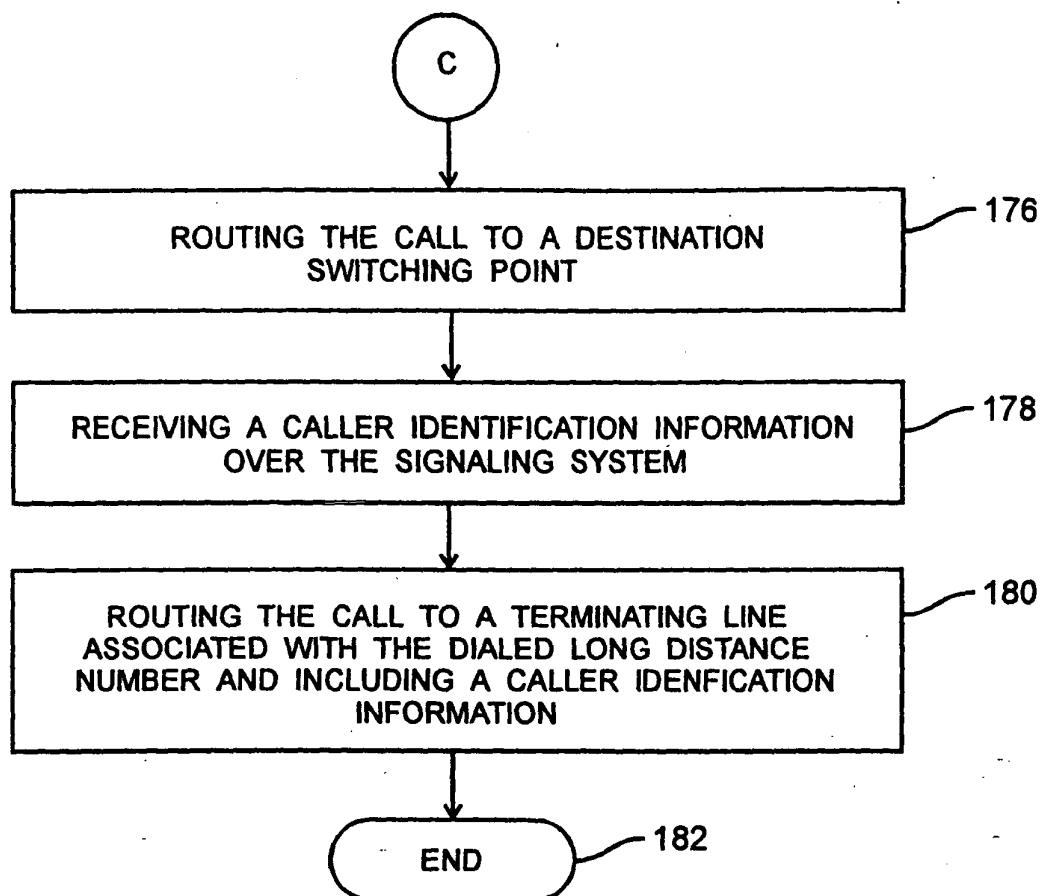 C
176
ROUTING THE CALL TO A DESTINATION
SWITCHING POINT
178
RECEIVING A CALLER IDENTIFICATION INFORMATION
OVER THE SIGNALING SYSTEM
180
ROUTING THE CALL TO A TERMINATING LINE
ASSOCIATED WITH THE DIALED LONG DISTANCE
NUMBER AND INCLUDING A CALLER IDENFICATION
INFORMATION
182
END